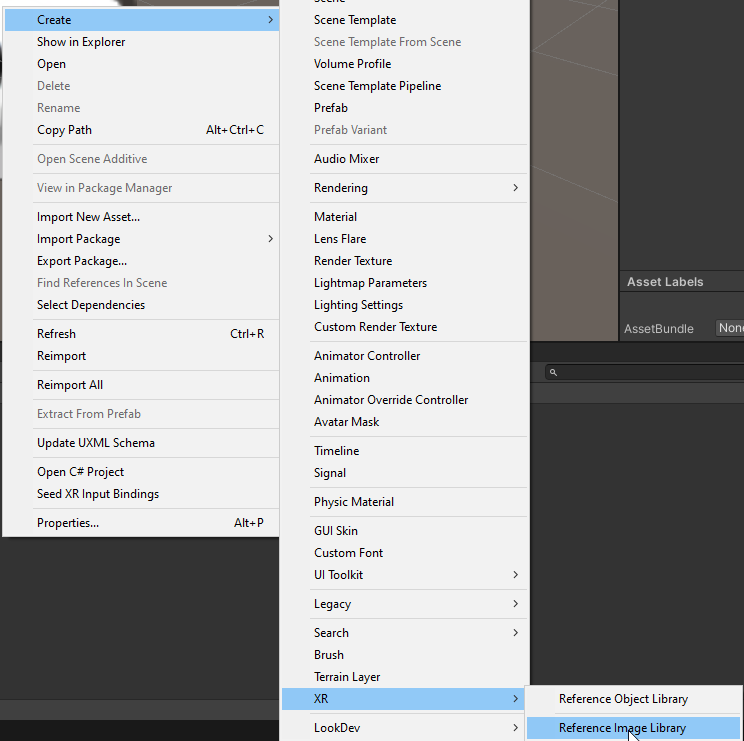 Create
Show in Explorer
Open
Delete
Rename
Copy Path Alt+Ctrl+C
Open Scene Additive
View in Package Manager
Import New Asset...
Import Package
Export Package...
Find References In Scene
Select Dependencies
Refresh Ctrl+R
Reimport
Reimport All
Extract From Prefab
Update UXML Schema
Open C# Project
Seed XR Input Bindings
Properties... Alt+P
Scene
Scene Template
Scene Template From Scene
Volume Profile
Scene Template Pipeline
Prefab
Prefab Variant
Audio Mixer
Rendering
Material
Lens Flare
Render Texture
Lightmap Parameters
Lighting Settings
Custom Render Texture
Animator Controller
Animation
Animator Override Controller
Avatar Mask
Timeline
Signal
Physic Material
GUI Skin
Custom Font
UI Toolkit
Legacy
Search
Brush
Terrain Layer
XR
LookDev
Reference Object Library
Reference Image Library
Asset Labels
AssetBundle None